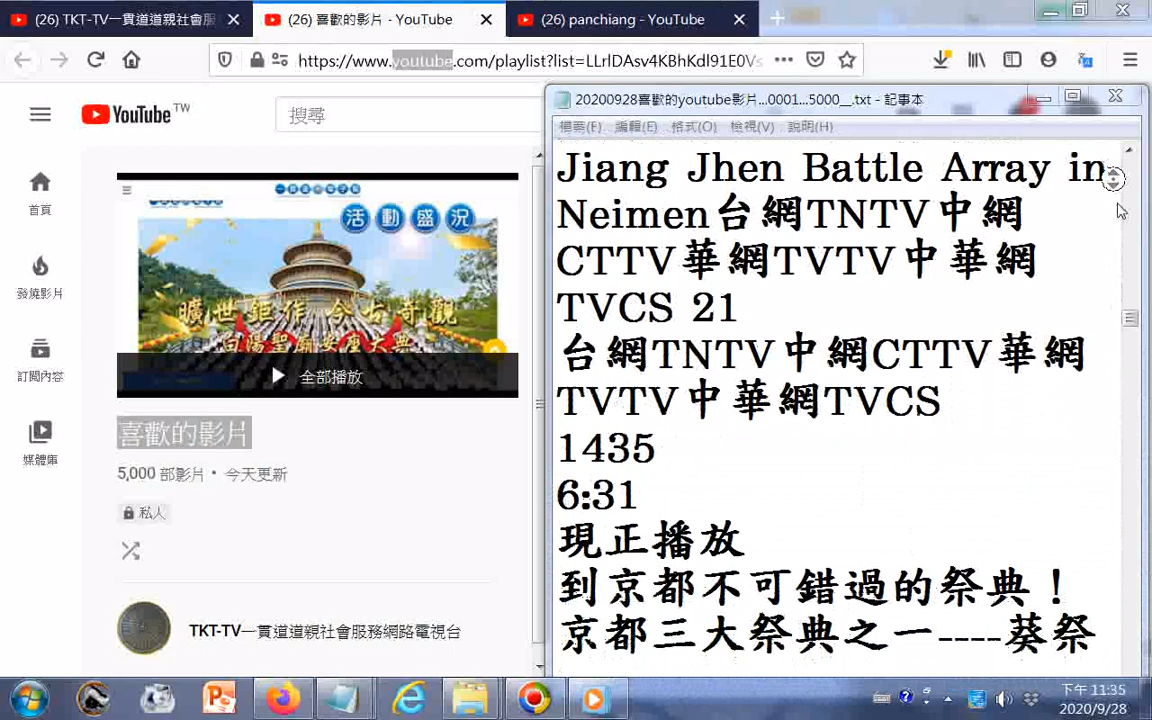 (26) TKT-TV一貫道道親社會服
(26) 喜歡的影片 - YouTube
(26) panchiang - YouTube
https://www.youtube.com/playlist?list=LLrlDAsv4KBhKdl91E0Vs
YouTube TW
搜尋
首頁
發燒影片
訂閱內容
媒體庫
活動盛況
曠世鉅作 今古奇觀
白陽聖廟安座大典
全部播放
喜歡的影片
5,000 部影片 • 今天更新
私人
TKT-TV一貫道道親社會服務網路電視台
20200928喜歡的youtube影片...0001...5000__.txt - 記事本
檔案(F) 編輯(E) 格式(O) 檢視(V) 說明(H)
Jiang Jhen Battle Array in
Neimen台網TNTV中網
CTTV華網TVTV中華網
TVCS 21
台網TNTV中網CTTV華網
TVTV中華網TVCS
1435
6:31
現正播放
到京都不可錯過的祭典！
京都三大祭典之一----葵祭
下午 11:35
2020/9/28